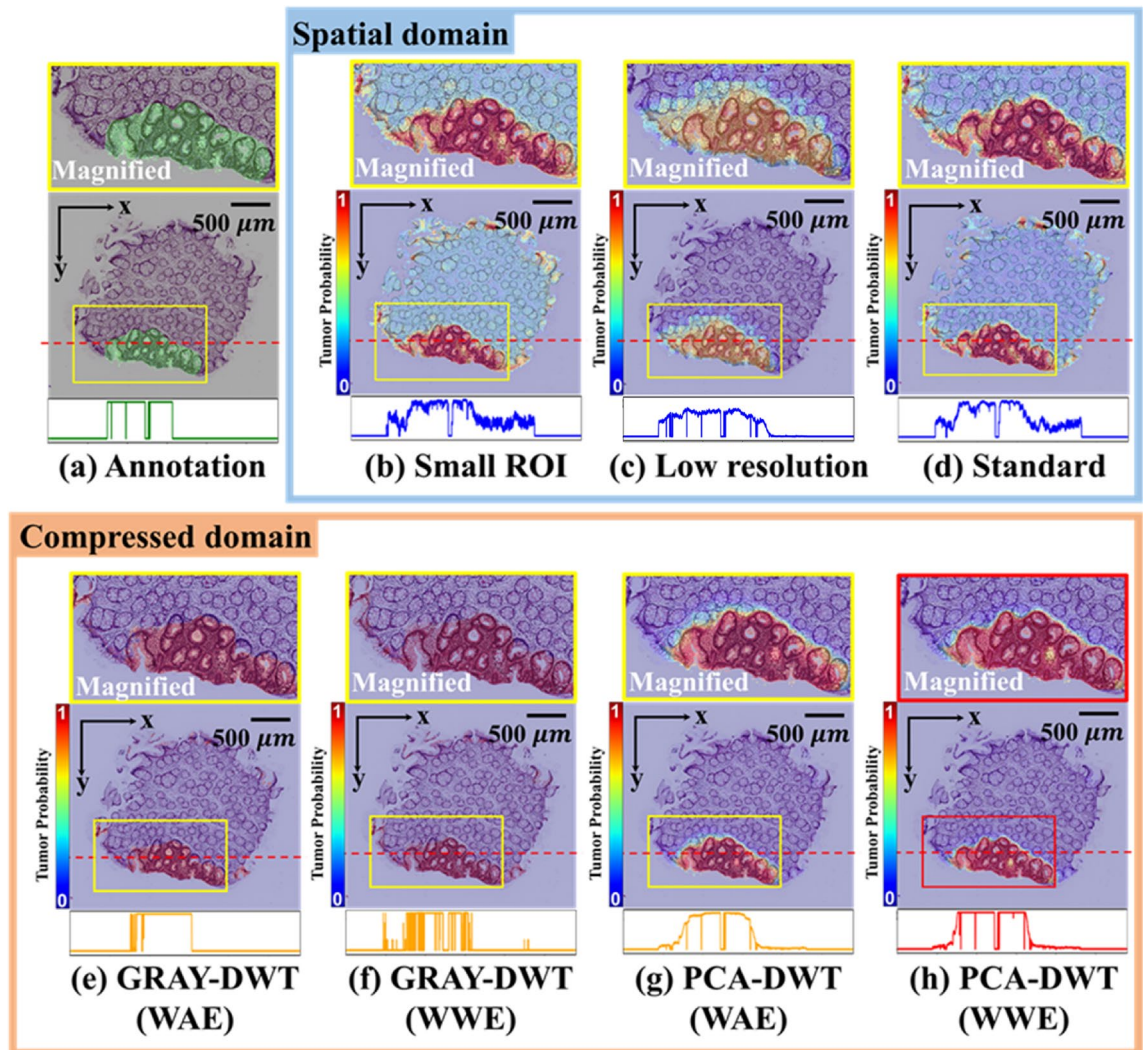 Spatial domain
Magnified
x
y
500 μm
(a) Annotation
Magnified
Tumor Probability
1
0
x
y
500 μm
(b) Small ROI
Magnified
Tumor Probability
1
0
x
y
500 μm
(c) Low resolution
Magnified
Tumor Probability
1
0
x
y
500 μm
(d) Standard
Compressed domain
Magnified
Tumor Probability
1
0
x
y
500 μm
(e) GRAY-DWT
(WAE)
Magnified
Tumor Probability
1
0
x
y
500 μm
(f) GRAY-DWT
(WWE)
Magnified
Tumor Probability
1
0
x
y
500 μm
(g) PCA-DWT
(WAE)
Magnified
Tumor Probability
1
0
x
y
500 μm
(h) PCA-DWT
(WWE)